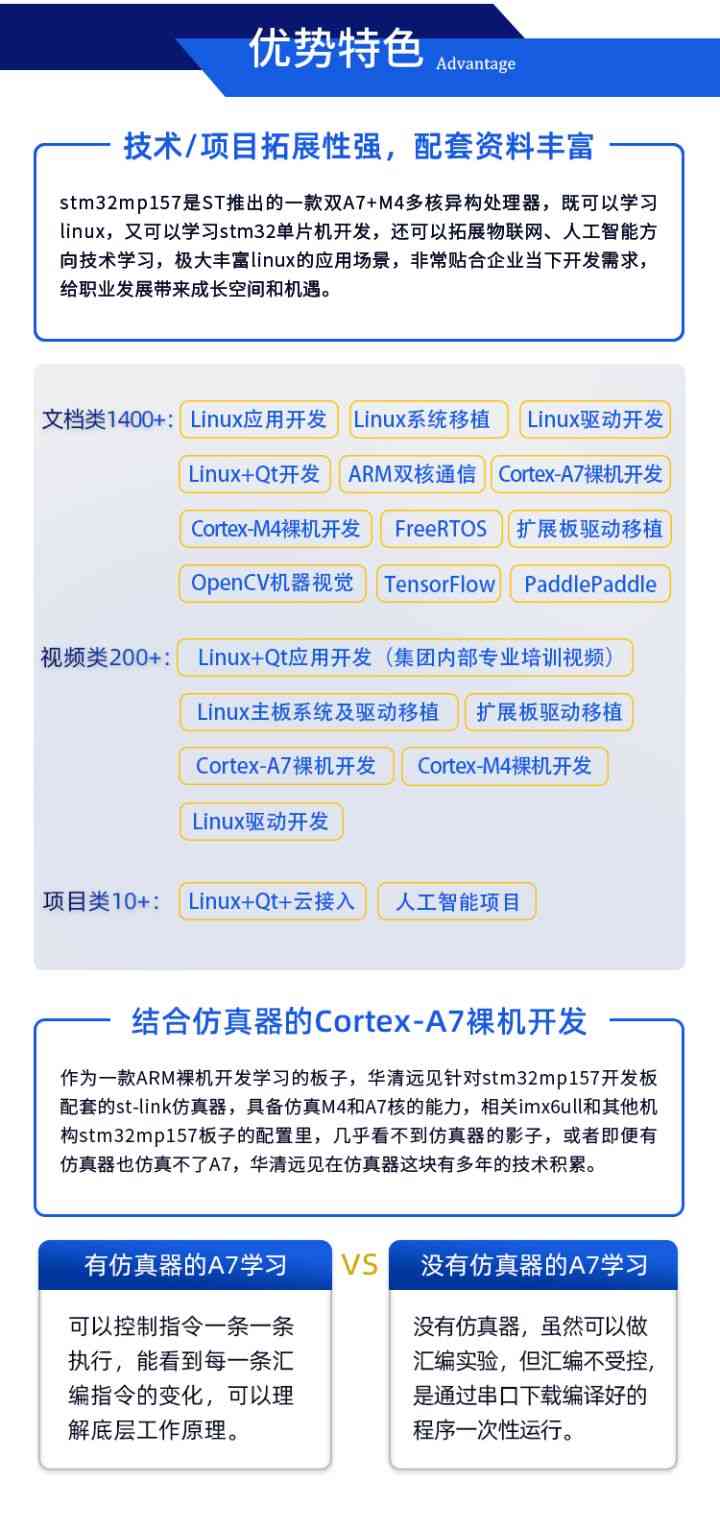 优势特色 Advantage
技术/项目拓展性强，配套资料丰富
stm32mp157是ST推出的一款双A7+M4多核异构处理器，既可以学习
linux，又可以学习stm32单片机开发，还可以拓展物联网、人工智能方
向技术学习，极大丰富linux的应用场景，非常贴合企业当下开发需求，
给职业发展带来成长空间和机遇。
文档类1400+: Linux应用开发 Linux系统移植 Linux驱动开发
Linux+Qt开发 ARM双核通信 Cortex-A7裸机开发
Cortex-M4裸机开发 FreeRTOS 扩展板驱动移植
OpenCV机器视觉 TensorFlow PaddlePaddle
视频类200+: Linux+Qt应用开发（集团内部专业培训视频）
Linux主板系统及驱动移植 扩展板驱动移植
Cortex-A7裸机开发 Cortex-M4裸机开发
Linux驱动开发
项目类10+: Linux+Qt+云接入 人工智能项目
结合仿真器的Cortex-A7裸机开发
作为一款ARM裸机开发学习的板子，华清远见针对stm32mp157开发板
配套的st-link仿真器，具备仿真M4和A7核的能力，相关imx6ull和其他机
构stm32mp157板子的配置里，几乎看不到仿真器的影子，或者即便有
仿真器也仿真不了A7，华清远见在仿真器这块有多年的技术积累。
有仿真器的A7学习 VS 没有仿真器的A7学习
可以控制指令一条一条
执行，能看到每一条汇
编指令的变化，可以理
解底层工作原理。
没有仿真器，虽然可以做
汇编实验，但汇编不受控，
是通过串口下载编译好的
程序一次性运行。